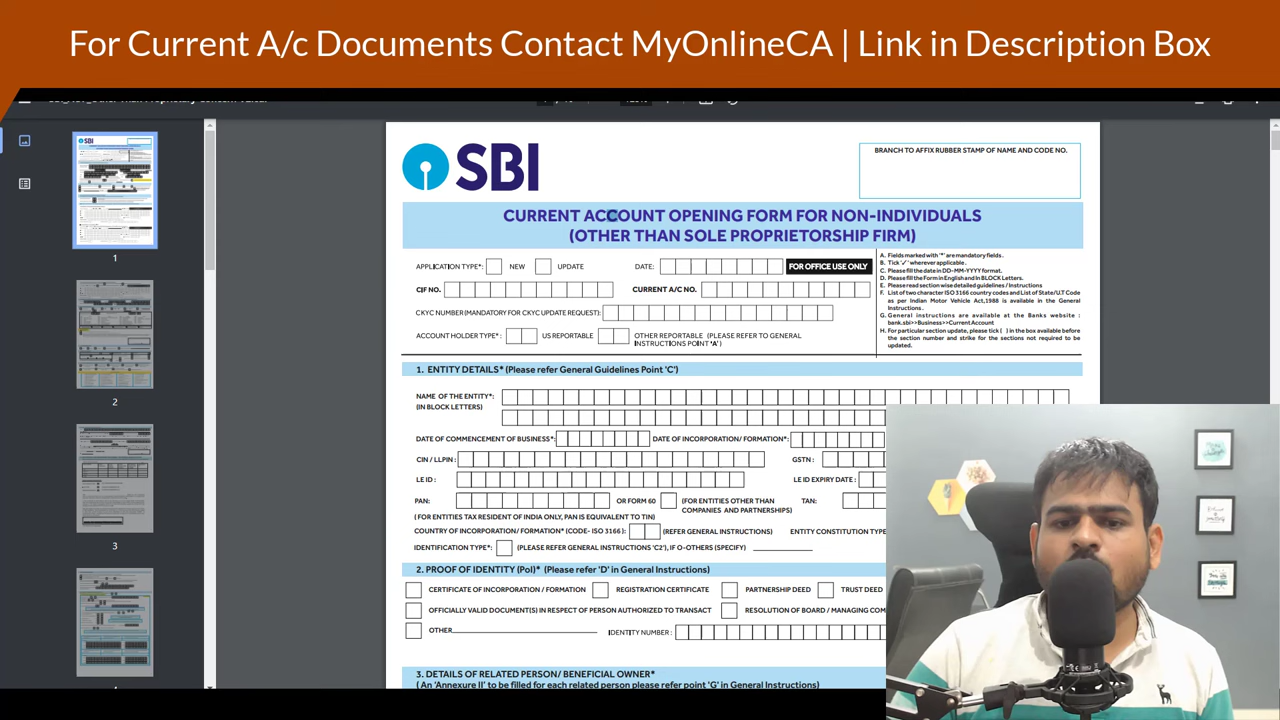 For Current A/c Documents Contact MyOnlineCA | Link in Description Box
SBI
BRANCH TO AFFIX RUBBER STAMP OF NAME AND CODE NO.
CURRENT ACCOUNT OPENING FORM FOR NON-INDIVIDUALS
(OTHER THAN SOLE PROPRIETORSHIP FIRM)
APPLICATION TYPE*: NEW UPDATE DATE: FOR OFFICE USE ONLY
CIF NO. CURRENT A/C NO.
CKYC NUMBER(MANDATORY FOR CKYC UPDATE REQUEST):
ACCOUNT HOLDER TYPE*: US REPORTABLE OTHER REPORTABLE (PLEASE REFER TO GENERAL
INSTRUCTIONS POINT 'A')
A. Fields marked with '*' are mandatory fields.
B. Tick '✓' wherever applicable.
C. Please fill the date in DD-MM-YYYY format.
D. Please fill the Form in English and In BLOCK Letters.
E. Please read section wise detailed guidelines / Instructions
F. List of two character ISO 3166 country codes and List of State/U.T Code
as per Indian Motor Vehicle Act,1988 is available in the General
Instructions.
G. General instructions are available at the Banks website :
bank.sbi>>Business>>Current Account
H. For particular section update, please tick ( ) in the box available before
the section number and strike for the sections not required to be
updated.
1. ENTITY DETAILS* (Please refer General Guidelines Point 'C')
NAME OF THE ENTITY*:
(IN BLOCK LETTERS)
DATE OF COMMENCEMENT OF BUSINESS*: DATE OF INCORPORATION/ FORMATION*:
CIN / LLPIN : GSTN :
LE ID : LE ID EXPIRY DATE :
PAN: OR FORM 60 (FOR ENTITIES OTHER THAN TAN:
COMPANIES AND PARTNERSHIPS)
( FOR ENTITIES TAX RESIDENT OF INDIA ONLY, PAN IS EQUIVALENT TO TIN)
COUNTRY OF INCORPORATION/ FORMATION* (CODE- ISO 3166): (REFER GENERAL INSTRUCTIONS) ENTITY CONSTITUTION TYPE
IDENTIFICATION TYPE*: (PLEASE REFER GENERAL INSTRUCTIONS 'C2'), IF O-OTHERS (SPECIFY)
2. PROOF OF IDENTITY (PoI)* (Please refer 'D' in General Instructions)
CERTIFICATE OF INCORPORATION / FORMATION REGISTRATION CERTIFICATE PARTNERSHIP DEED TRUST DEED
OFFICIALLY VALID DOCUMENT(S) IN RESPECT OF PERSON AUTHORIZED TO TRANSACT RESOLUTION OF BOARD / MANAGING COM
OTHER IDENTITY NUMBER :
3. DETAILS OF RELATED PERSON/ BENEFICIAL OWNER*
( An 'Annexure II' to be filled for each related person please refer point 'G' in General Instructions)
1
2
3